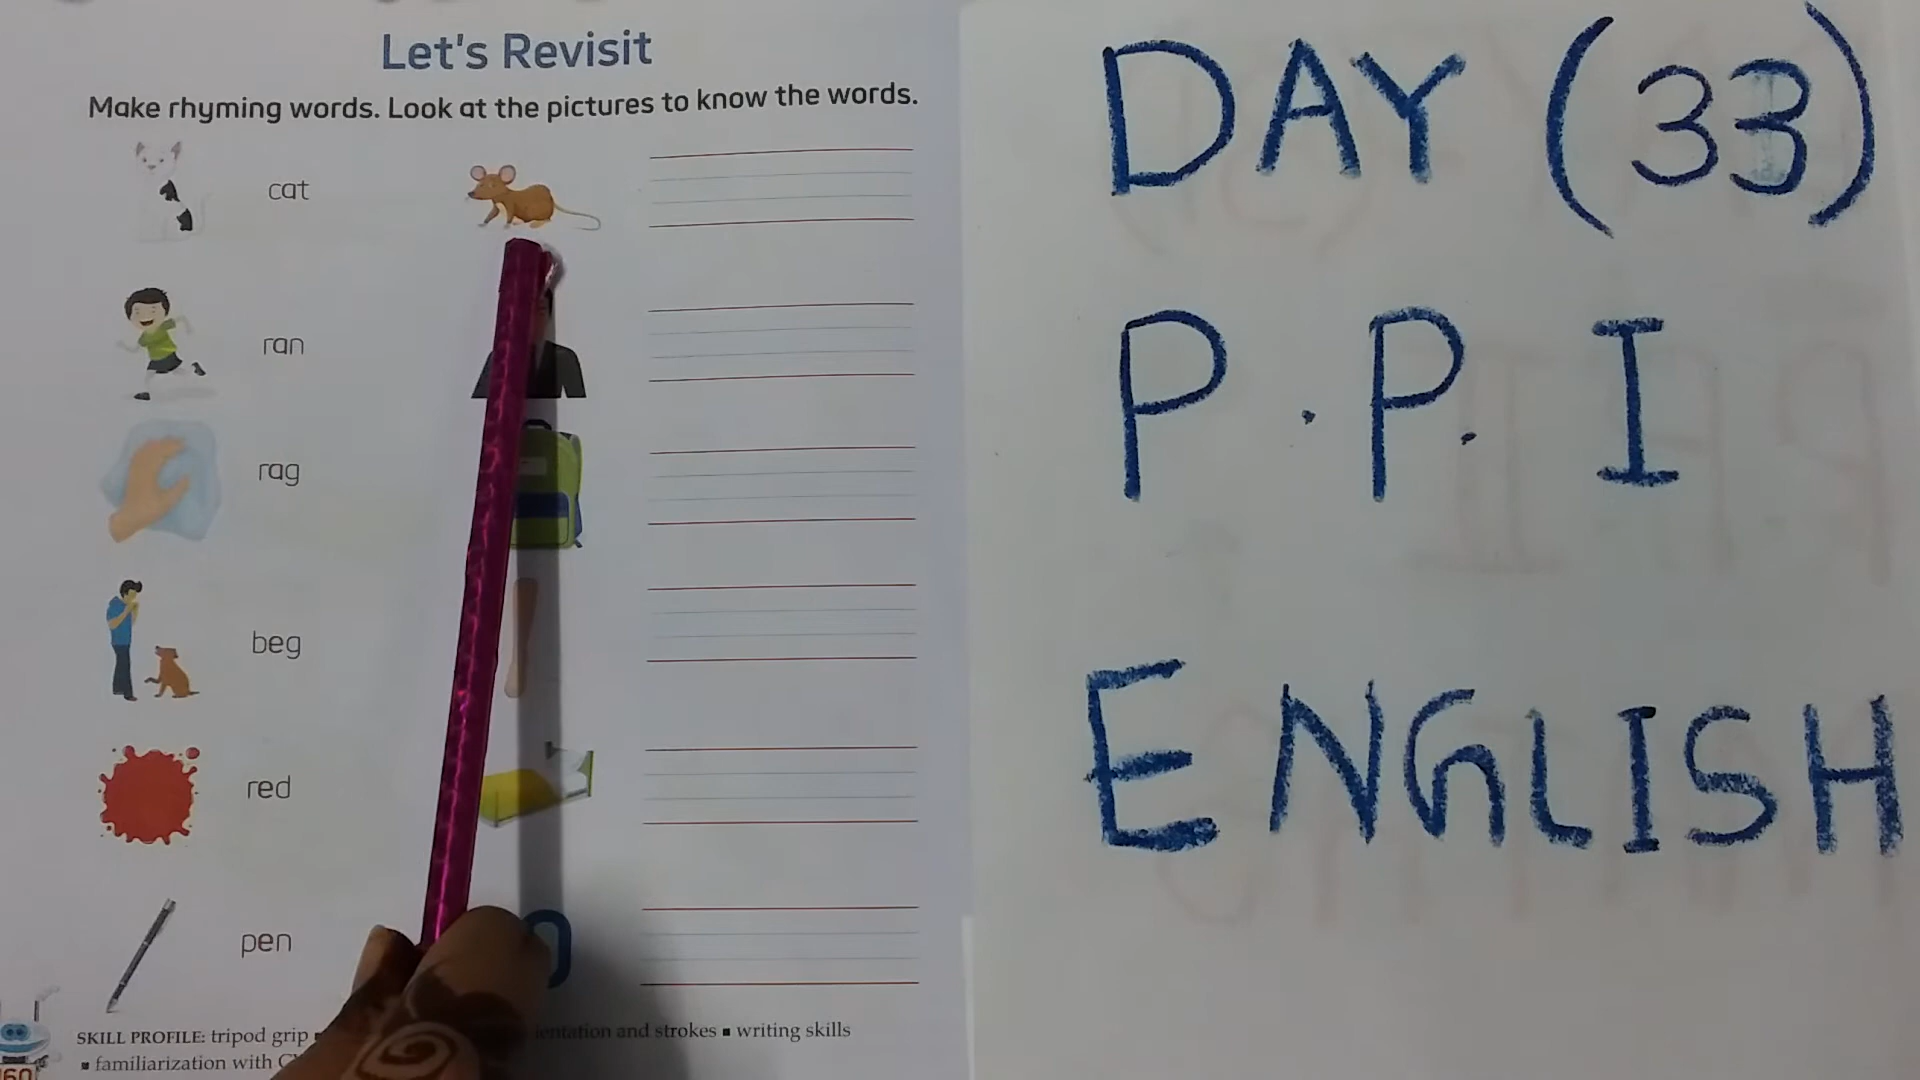 Let's Revisit
Make rhyming words. Look at the pictures to know the words.
cat
ran
rag
beg
red
pen
SKILL PROFILE: tripod grip ▪ and strokes ▪ writing skills
▪ familiarization with
60
DAY (33)
P.P. I
ENGLISH